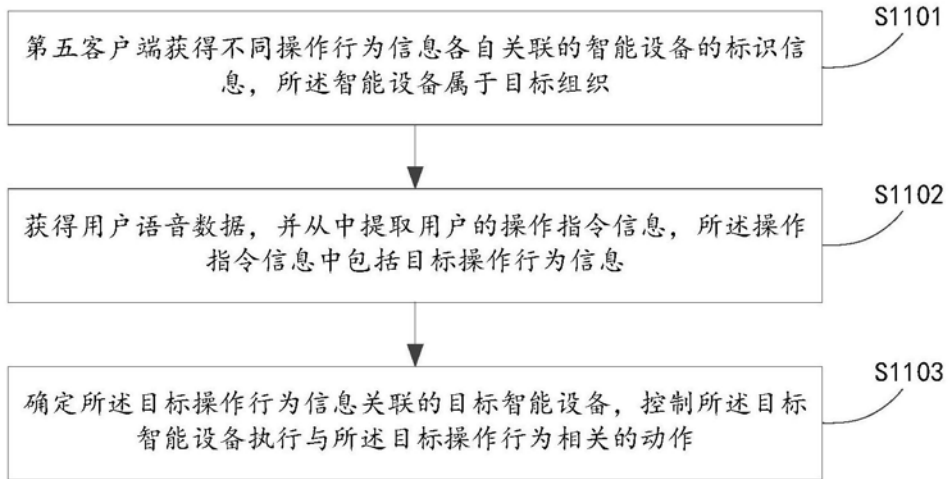 S1101
第五客户端获得不同操作行为信息各自关联的智能设备的标识信
息，所述智能设备属于目标组织
S1102
获得用户语音数据，并从中提取用户的操作指令信息，所述操作
指令信息中包括目标操作行为信息
S1103
确定所述目标操作行为信息关联的目标智能设备，控制所述目标
智能设备执行与所述目标操作行为相关的动作